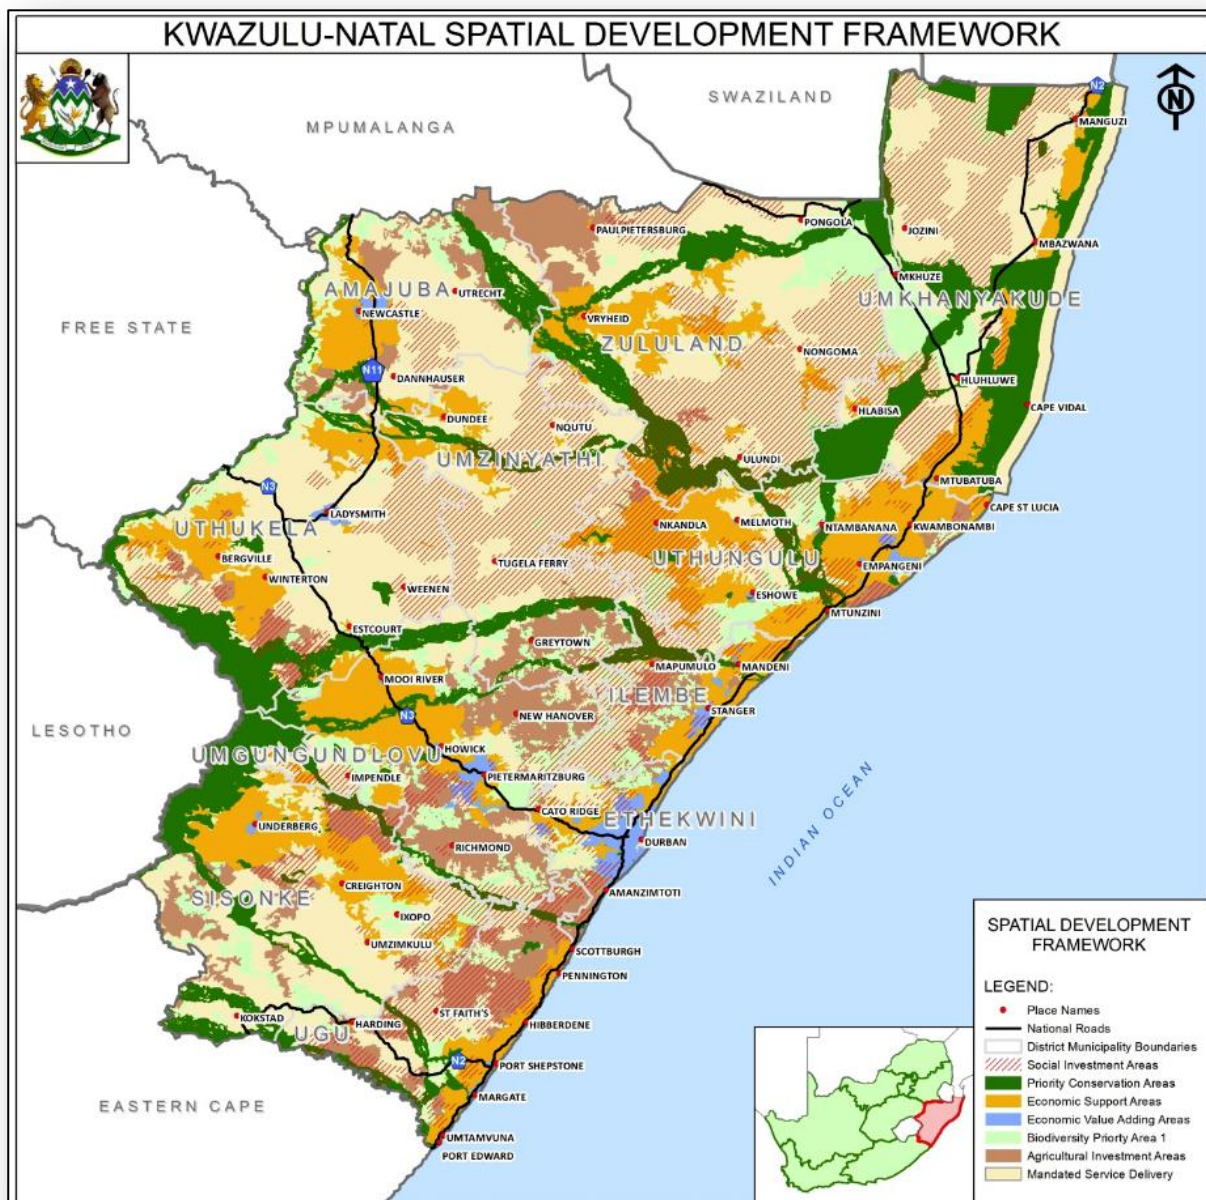 KWAZULU-NATAL SPATIAL DEVELOPMENT FRAMEWORK
SWAZILAND
MPUMALANGA
N2
N
MANGUZI
PONGOLA
PAULPIETERSBURG
JOZINI
MBAZWANA
MKHUZE
AMAJUBA
UTRECHT
UMKHANYAKUDE
NEWCASTLE
VRYHEID
FREE STATE
ZULULAND
NONGOMA
N11
DANNHAUSER
HLUHLUWE
HLABISA
CAPE VIDAL
DUNDEE
NQUTU
UMZINYATHI
ULUNDI
MTUBATUBA
N3
CAPE ST LUCIA
LADYSMITH
UTHUKELA
NKANDLA
MELMOTH
NTAMBANANA
KWAMBONAMBI
BERGVILLE
UTHUNGULU
TUGELA FERRY
EMPANGENI
WINTERTON
WEENEN
ESHOWE
MTUNZINI
ESTCOURT
GREYTOWN
MAPUMULO
MANDENI
MOOI RIVER
ILEMBE
N3
NEW HANOVER
STANGER
LESOTHO
UMGUNGUNDLOVU
HOWICK
IMPENDLE
PIETERMARITZBURG
CATO RIDGE
ETHEKWINI
INDIAN OCEAN
UNDERBERG
DURBAN
RICHMOND
CREIGHTON
AMANZIMTOTI
SISONKE
IXOPO
UMZIMKULU
SCOTTBURGH
PENNINGTON
ST FAITH'S
KOKSTAD
HARDING
HIBBERDENE
UGU
N2
PORT SHEPSTONE
MARGATE
EASTERN CAPE
UMTAMVUNA
PORT EDWARD
SPATIAL DEVELOPMENT
FRAMEWORK
LEGEND:
Place Names
National Roads
District Municipality Boundaries
Social Investment Areas
Priority Conservation Areas
Economic Support Areas
Economic Value Adding Areas
Biodiversity Priorty Area 1
Agricultural Investment Areas
Mandated Service Delivery